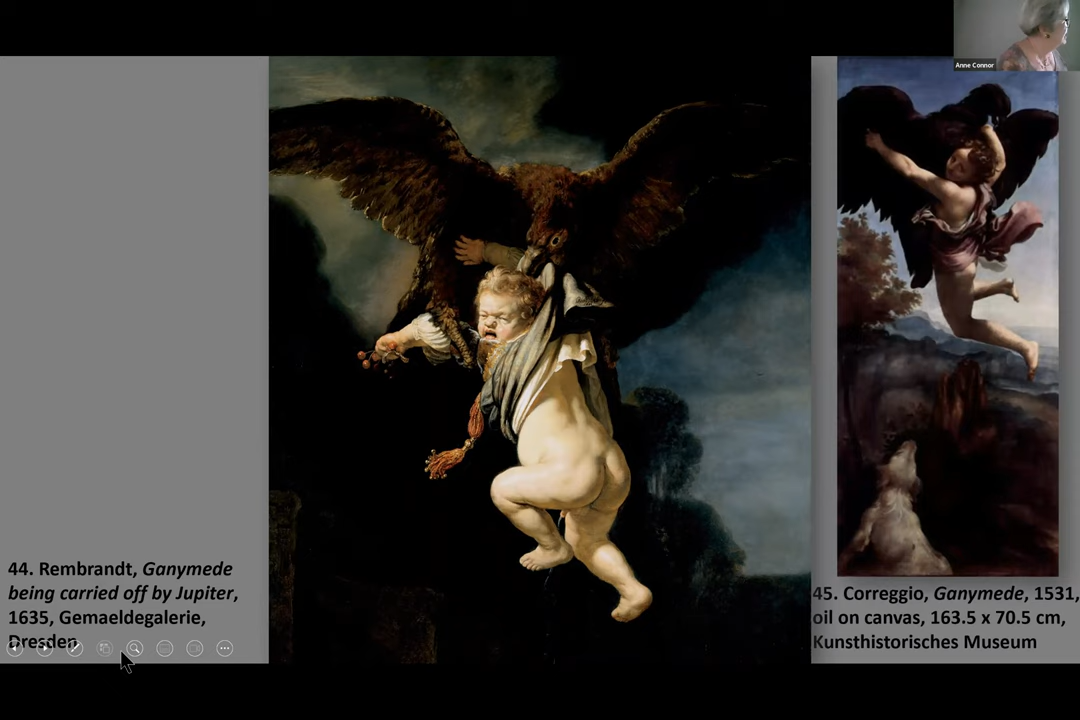 Anne Connor
44. Rembrandt, Ganymede
being carried off by Jupiter,
1635, Gemaeldegalerie,
Dresden
45. Correggio, Ganymede, 1531,
oil on canvas, 163.5 x 70.5 cm,
Kunsthistorisches Museum